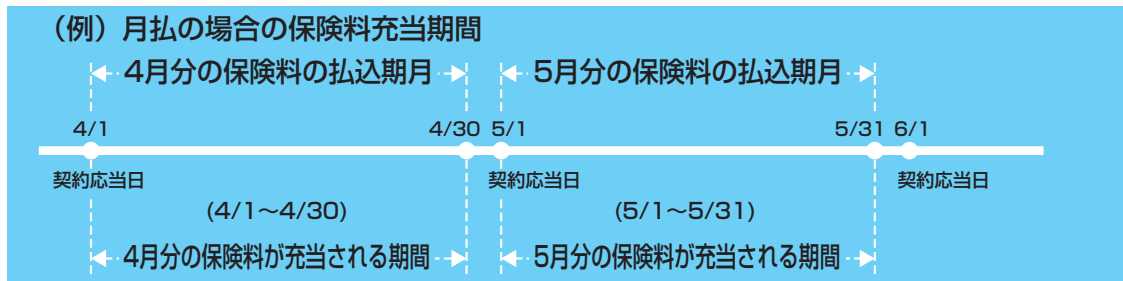 （例）月払の場合の保険料充当期間
4月分の保険料の払込期月 5月分の保険料の払込期月
4/1 4/30 5/1 5/31 6/1
契約応当日 契約応当日 契約応当日
(4/1〜4/30) (5/1〜5/31)
4月分の保険料が充当される期間 5月分の保険料が充当される期間